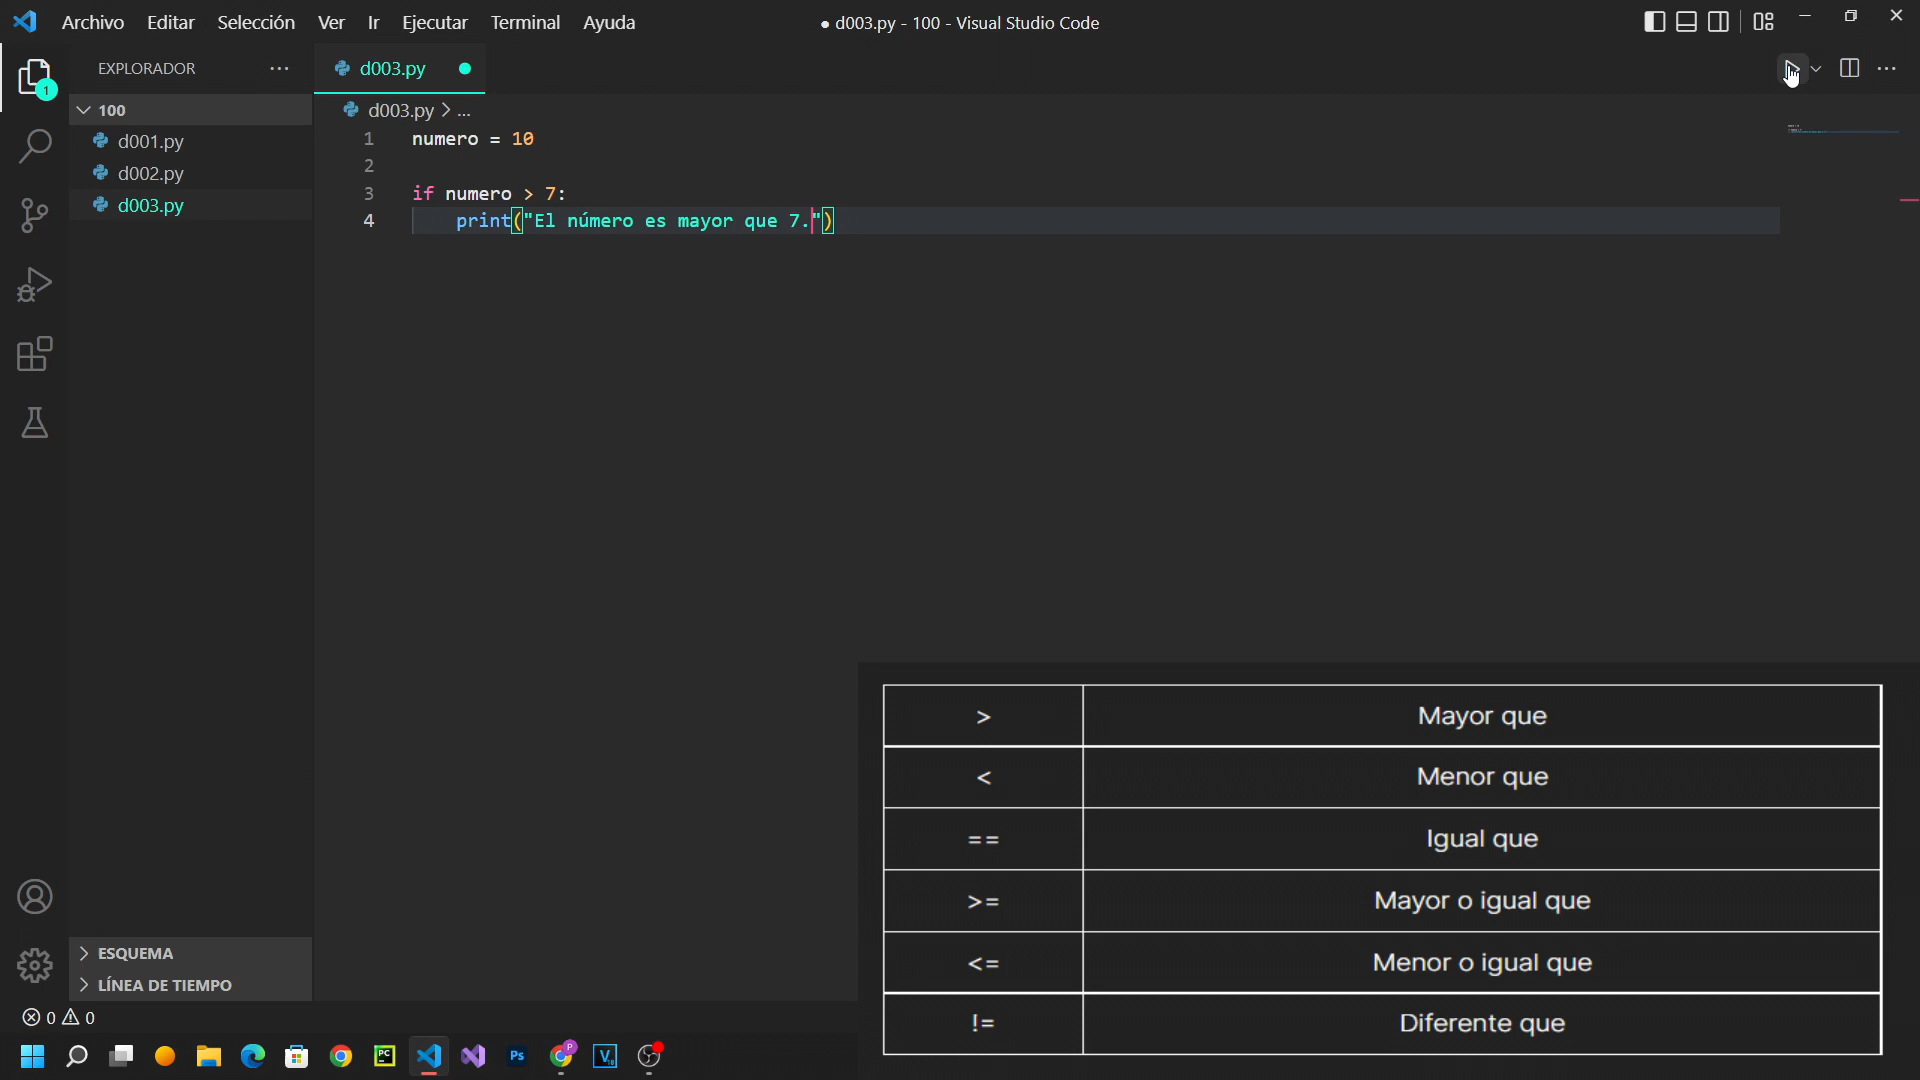 Archivo Editar Selección Ver Ir Ejecutar Terminal Ayuda
● d003.py - 100 - Visual Studio Code
EXPLORADOR
1
100
d001.py
d002.py
d003.py
d003.py
d003.py > ...
1 numero = 10
2
3 if numero > 7:
4 print("El número es mayor que 7.")
> Mayor que
< Menor que
== Igual que
>= Mayor o igual que
<= Menor o igual que
!= Diferente que
ESQUEMA
LÍNEA DE TIEMPO
0 0
PC Ps P